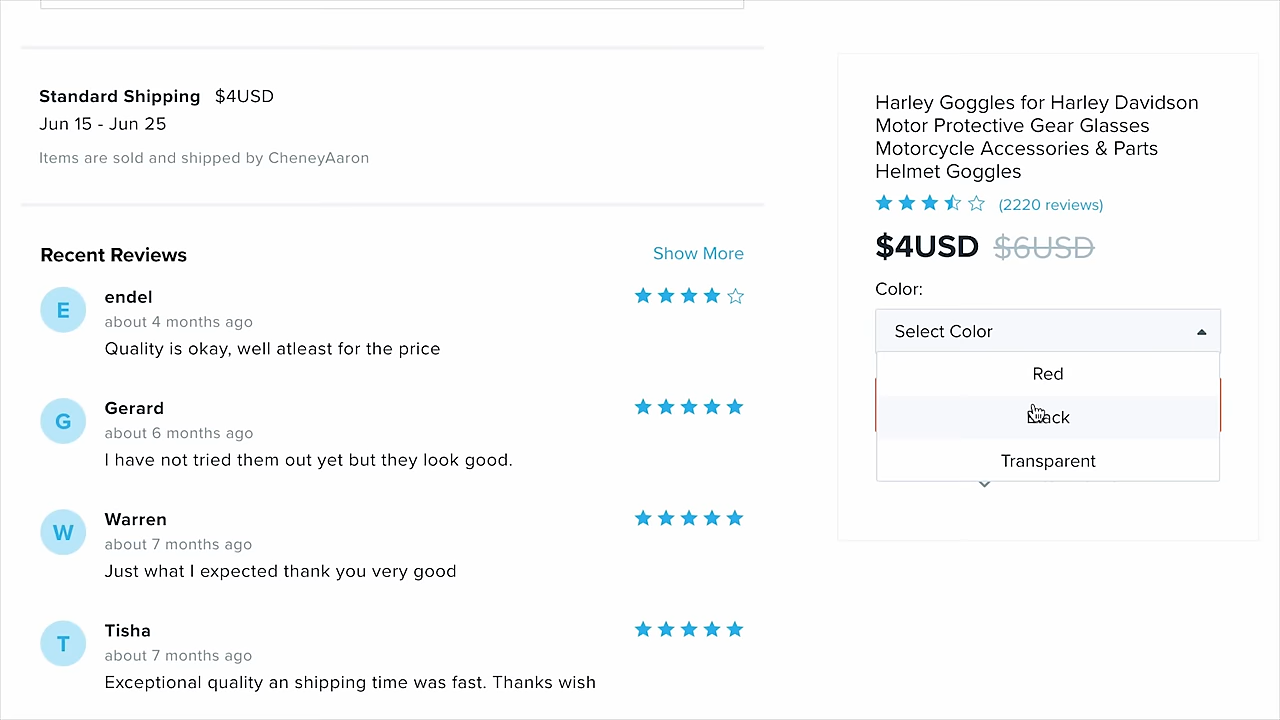 Standard Shipping $4USD
Jun 15 - Jun 25
Items are sold and shipped by CheneyAaron
Recent Reviews
Show More
E
endel
about 4 months ago
Quality is okay, well atleast for the price
G
Gerard
about 6 months ago
I have not tried them out yet but they look good.
W
Warren
about 7 months ago
Just what I expected thank you very good
T
Tisha
about 7 months ago
Exceptional quality an shipping time was fast. Thanks wish
Harley Goggles for Harley Davidson
Motor Protective Gear Glasses
Motorcycle Accessories & Parts
Helmet Goggles
(2220 reviews)
$4USD $6USD
Color:
Select Color
Red
Black
Transparent